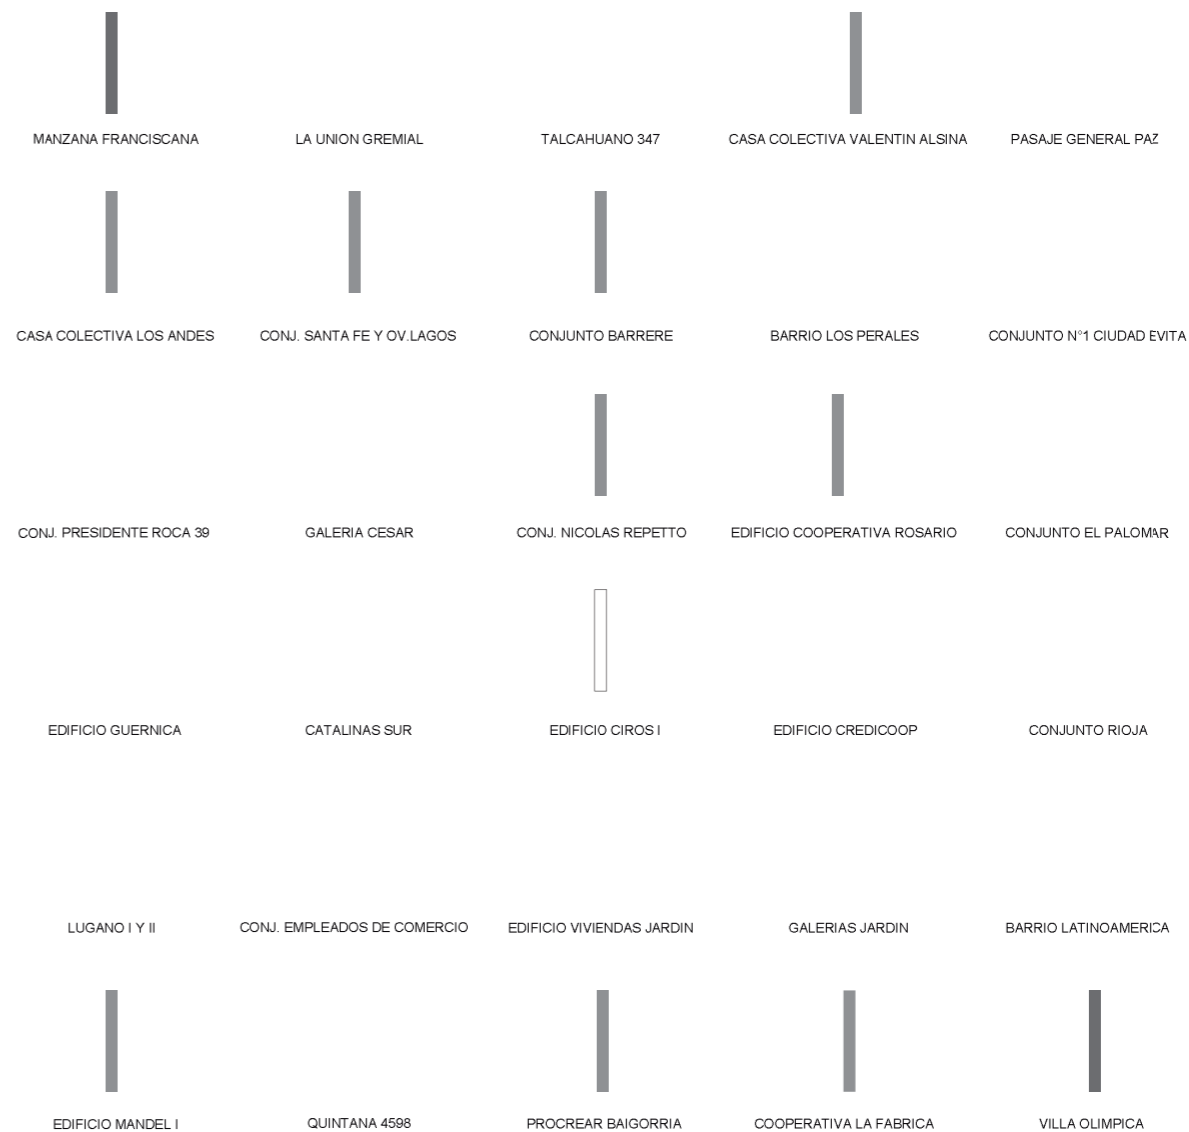 MANZANA FRANCISCANA
LA UNION GREMIAL
TALCAHUANO 347
CASA COLECTIVA VALENTIN ALSINA
PASAJE GENERAL PAZ
CASA COLECTIVA LOS ANDES
CONJ. SANTA FE Y OV.LAGOS
CONJUNTO BARRERE
BARRIO LOS PERALES
CONJUNTO N°1 CIUDAD EVITA
CONJ. PRESIDENTE ROCA 39
GALERIA CESAR
CONJ. NICOLAS REPETTO
EDIFICIO COOPERATIVA ROSARIO
CONJUNTO EL PALOMAR
EDIFICIO GUERNICA
CATALINAS SUR
EDIFICIO CIROS I
EDIFICIO CREDICOOP
CONJUNTO RIOJA
LUGANO I Y II
CONJ. EMPLEADOS DE COMERCIO
EDIFICIO VIVIENDAS JARDIN
GALERIAS JARDIN
BARRIO LATINOAMERICA
EDIFICIO MANDEL I
QUINTANA 4598
PROCREAR BAIGORRIA
COOPERATIVA LA FABRICA
VILLA OLIMPICA